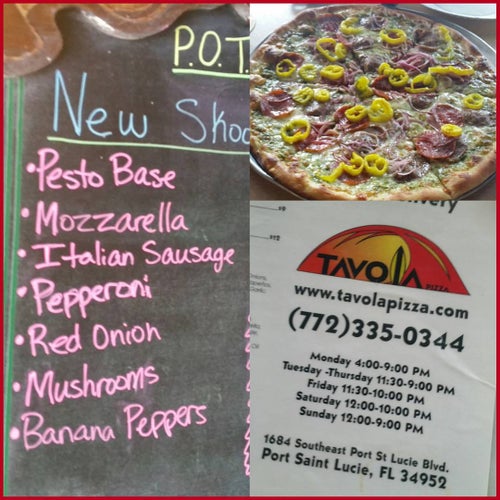 P.O.T.
New Skoo
• Pesto Base
• Mozzarella
• Italian Sausage
• Pepperoni
• Red Onion
• Mushrooms
• Banana Peppers
TAVOLA
PIZZA
www.tavolapizza.com
(772)335-0344
Monday 4:00-9:00 PM
Tuesday -Thursday 11:30-9:00 PM
Friday 11:30-10:00 PM
Saturday 12:00-10:00 PM
Sunday 12:00-9:00 PM
1684 Southeast Port St Lucie Blvd.
Port Saint Lucie, FL 34952